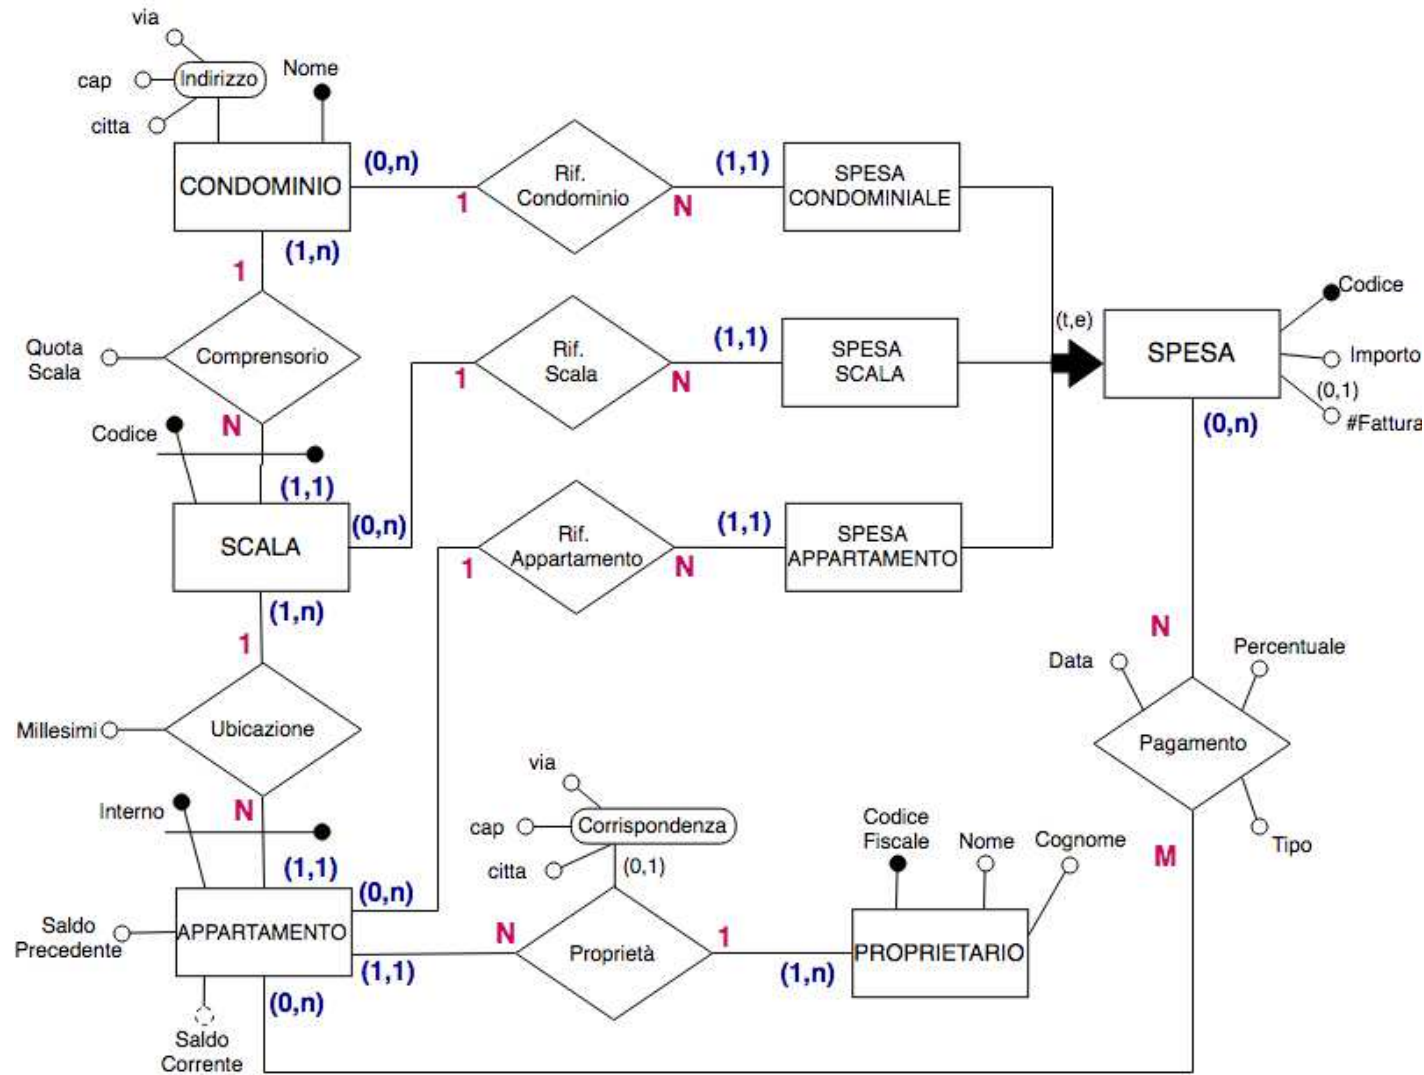 via
cap
Indirizzo
Nome
citta
(0,n)
(1,1)
CONDOMINIO
Rif.
Condominio
SPESA
CONDOMINIALE
1
N
(1,n)
1
Codice
Quota
Scala
Comprensorio
(1,1)
Rif.
Scala
SPESA
SCALA
(t,e)
SPESA
Importo
1
N
(0,1)
#Fattura
N
(0,n)
Codice
(1,1)
(0,n)
(1,1)
SCALA
Rif.
Appartamento
SPESA
APPARTAMENTO
1
N
(1,n)
1
N
Data
Percentuale
Millesimi
Ubicazione
Pagamento
via
Interno
N
cap
Corrispondenza
Codice
Fiscale
Nome
Cognome
Tipo
M
citta
(0,1)
(1,1)
(0,n)
Saldo
Precedente
APPARTAMENTO
N
1
Proprietà
PROPRIETARIO
(1,1)
(1,n)
(0,n)
Saldo
Corrente